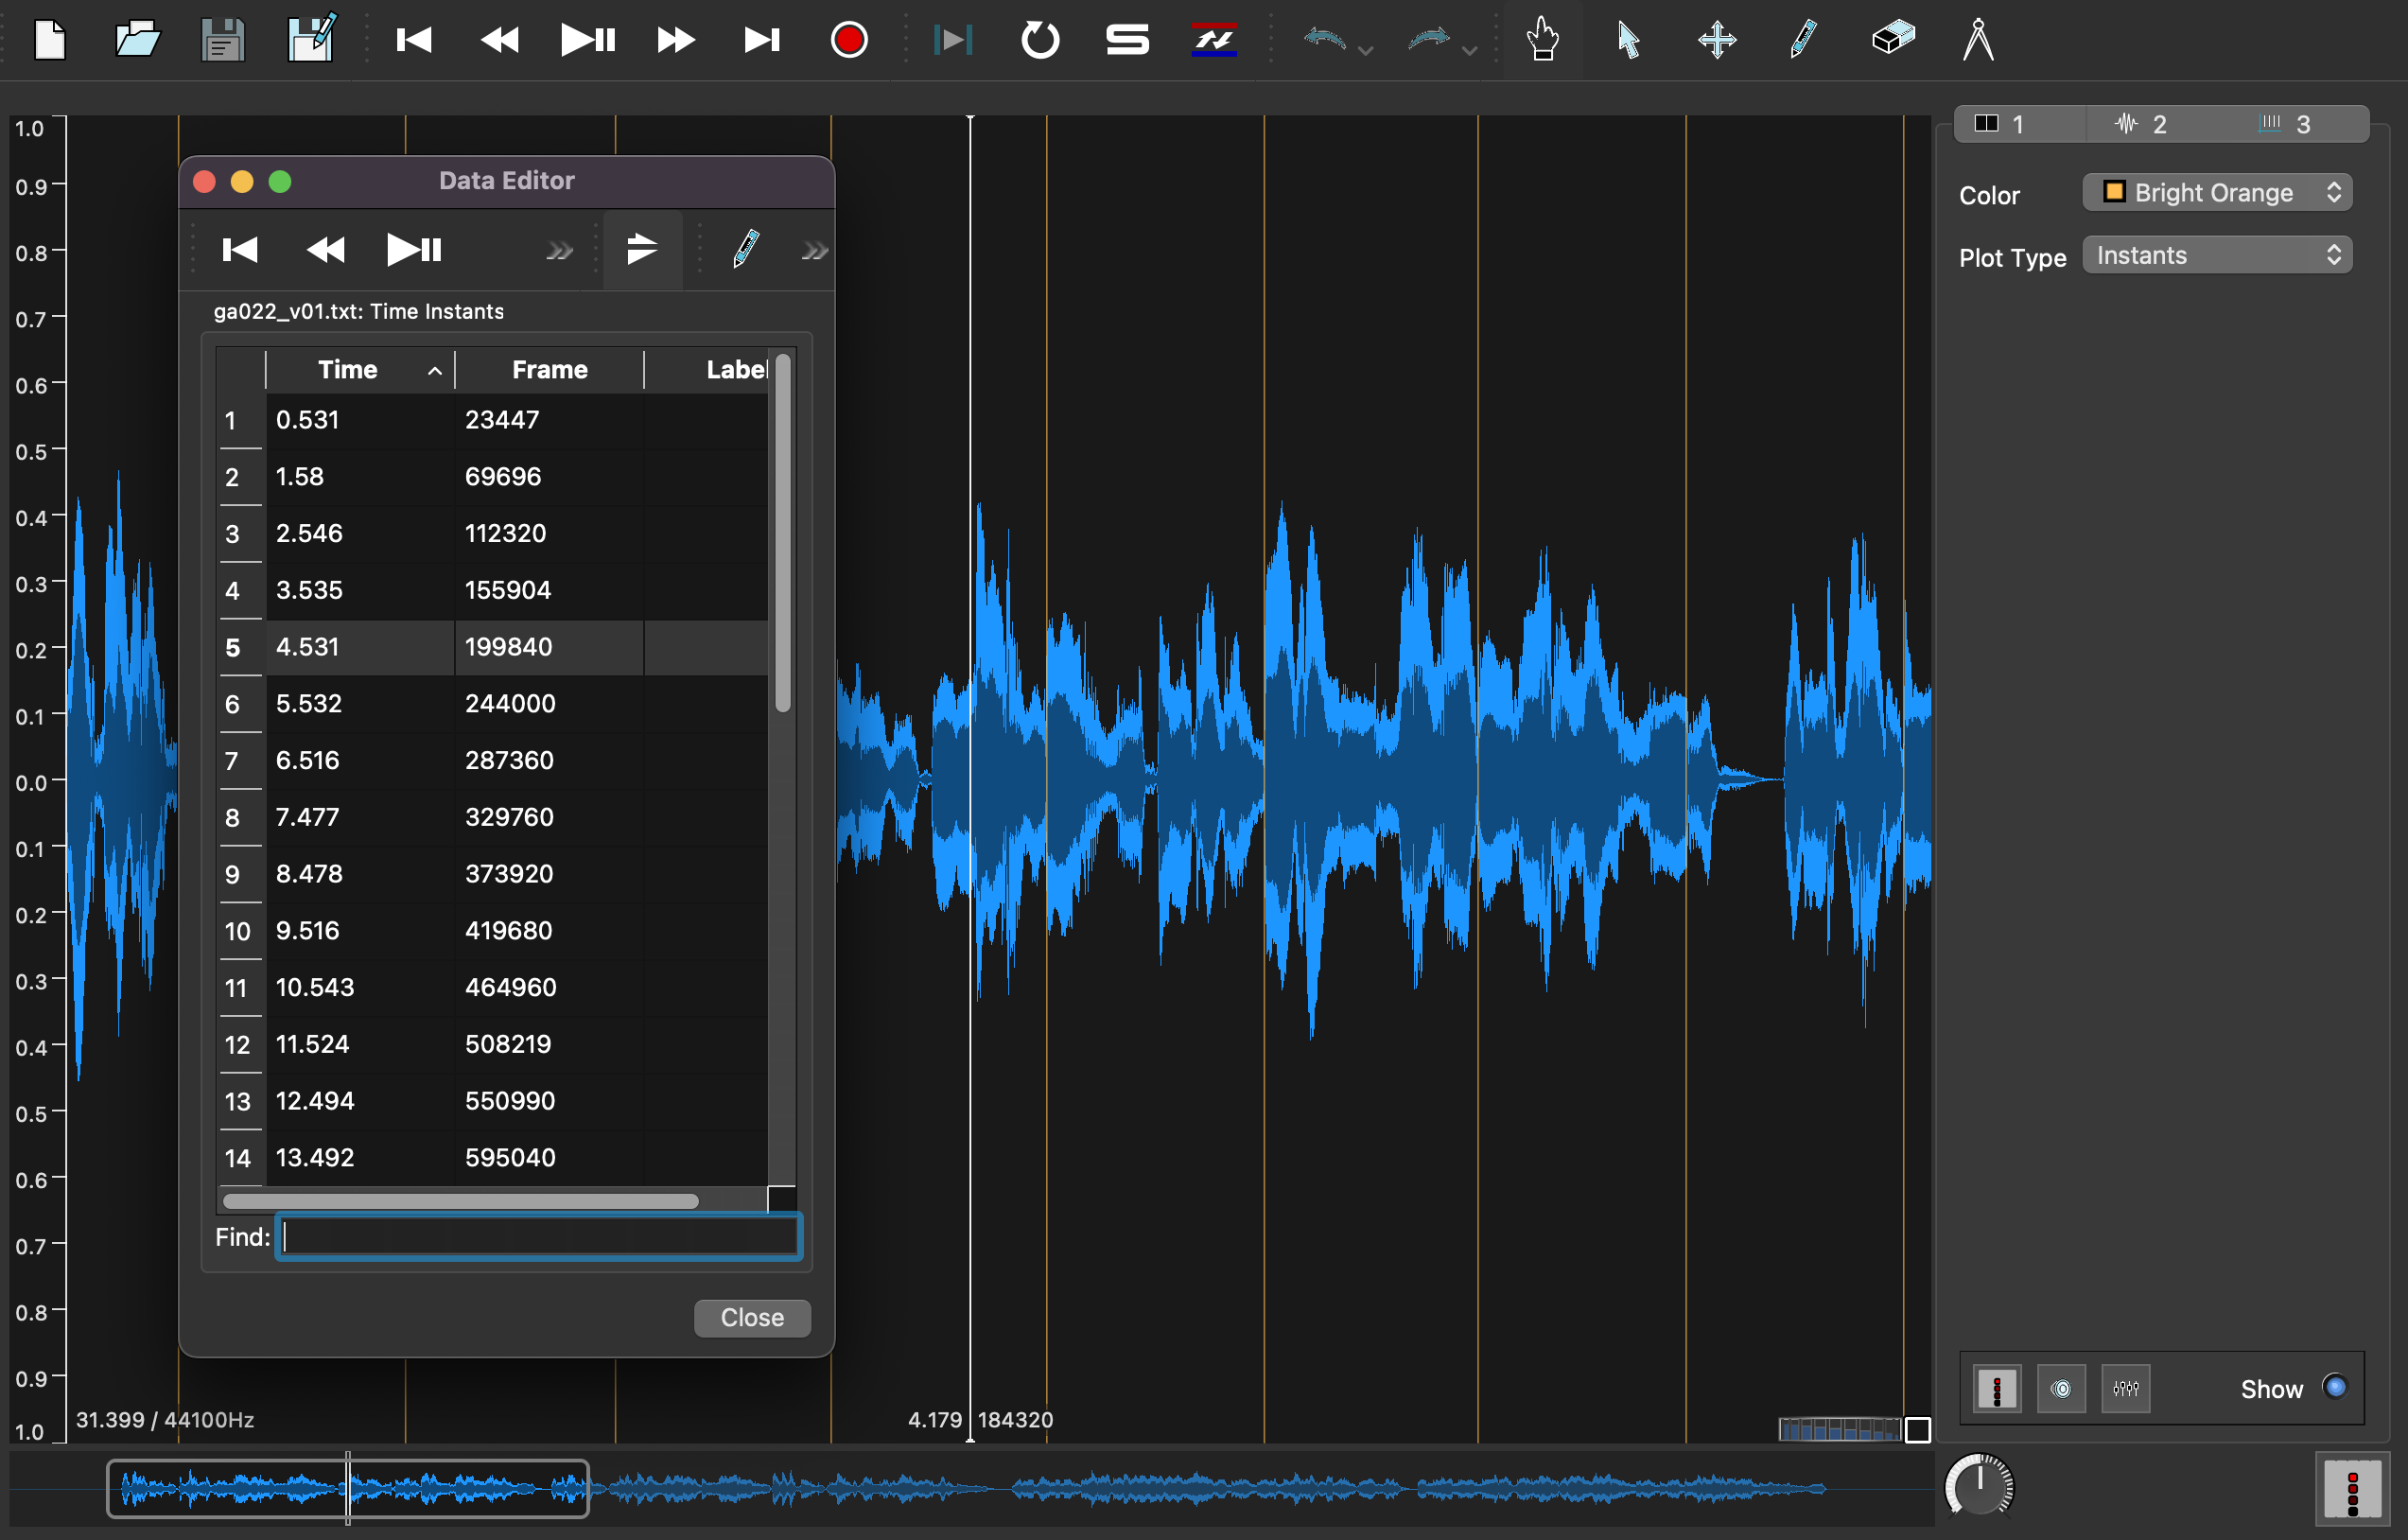 1 2 3
Color Bright Orange
Plot Type Instants
1.0
0.9
0.8
0.7
0.6
0.5
0.4
0.3
0.2
0.1
0.0
0.1
0.2
0.3
0.4
0.5
0.6
0.7
0.8
0.9
1.0
Data Editor
ga022_v01.txt: Time Instants
Time Frame Label
1 0.531 23447
2 1.58 69696
3 2.546 112320
4 3.535 155904
5 4.531 199840
6 5.532 244000
7 6.516 287360
8 7.477 329760
9 8.478 373920
10 9.516 419680
11 10.543 464960
12 11.524 508219
13 12.494 550990
14 13.492 595040
Find:
Close
31.399 / 44100Hz
4.179 184320
Show